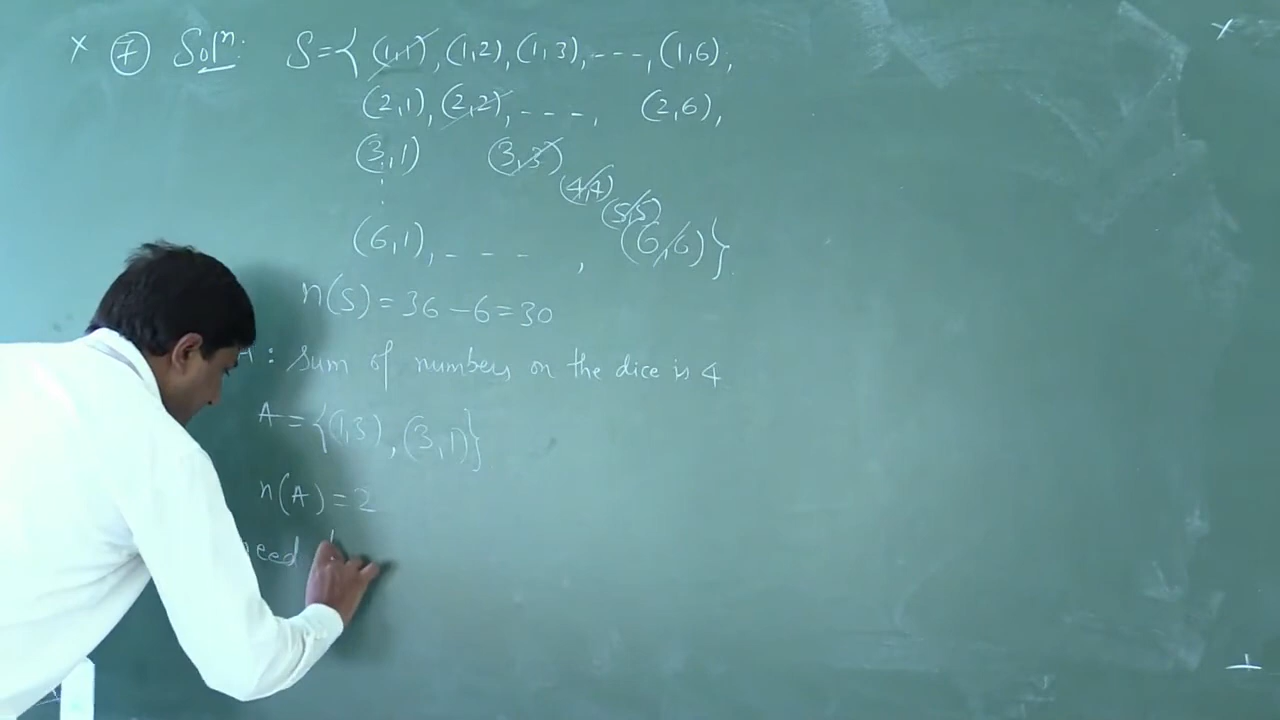 × ⑦ Solⁿ: S={ (1,1), (1,2), (1,3), ---, (1,6),
(2,1), (2,2), ---, (2,6),
(3,1) (3,3)
(4,4)
(5,5)
(6,1), --- , (6,6)}
n(S) = 36 - 6 = 30
A: sum of numbers on the dice is 4
A = {(1,3), (3,1)}
n(A) = 2
need